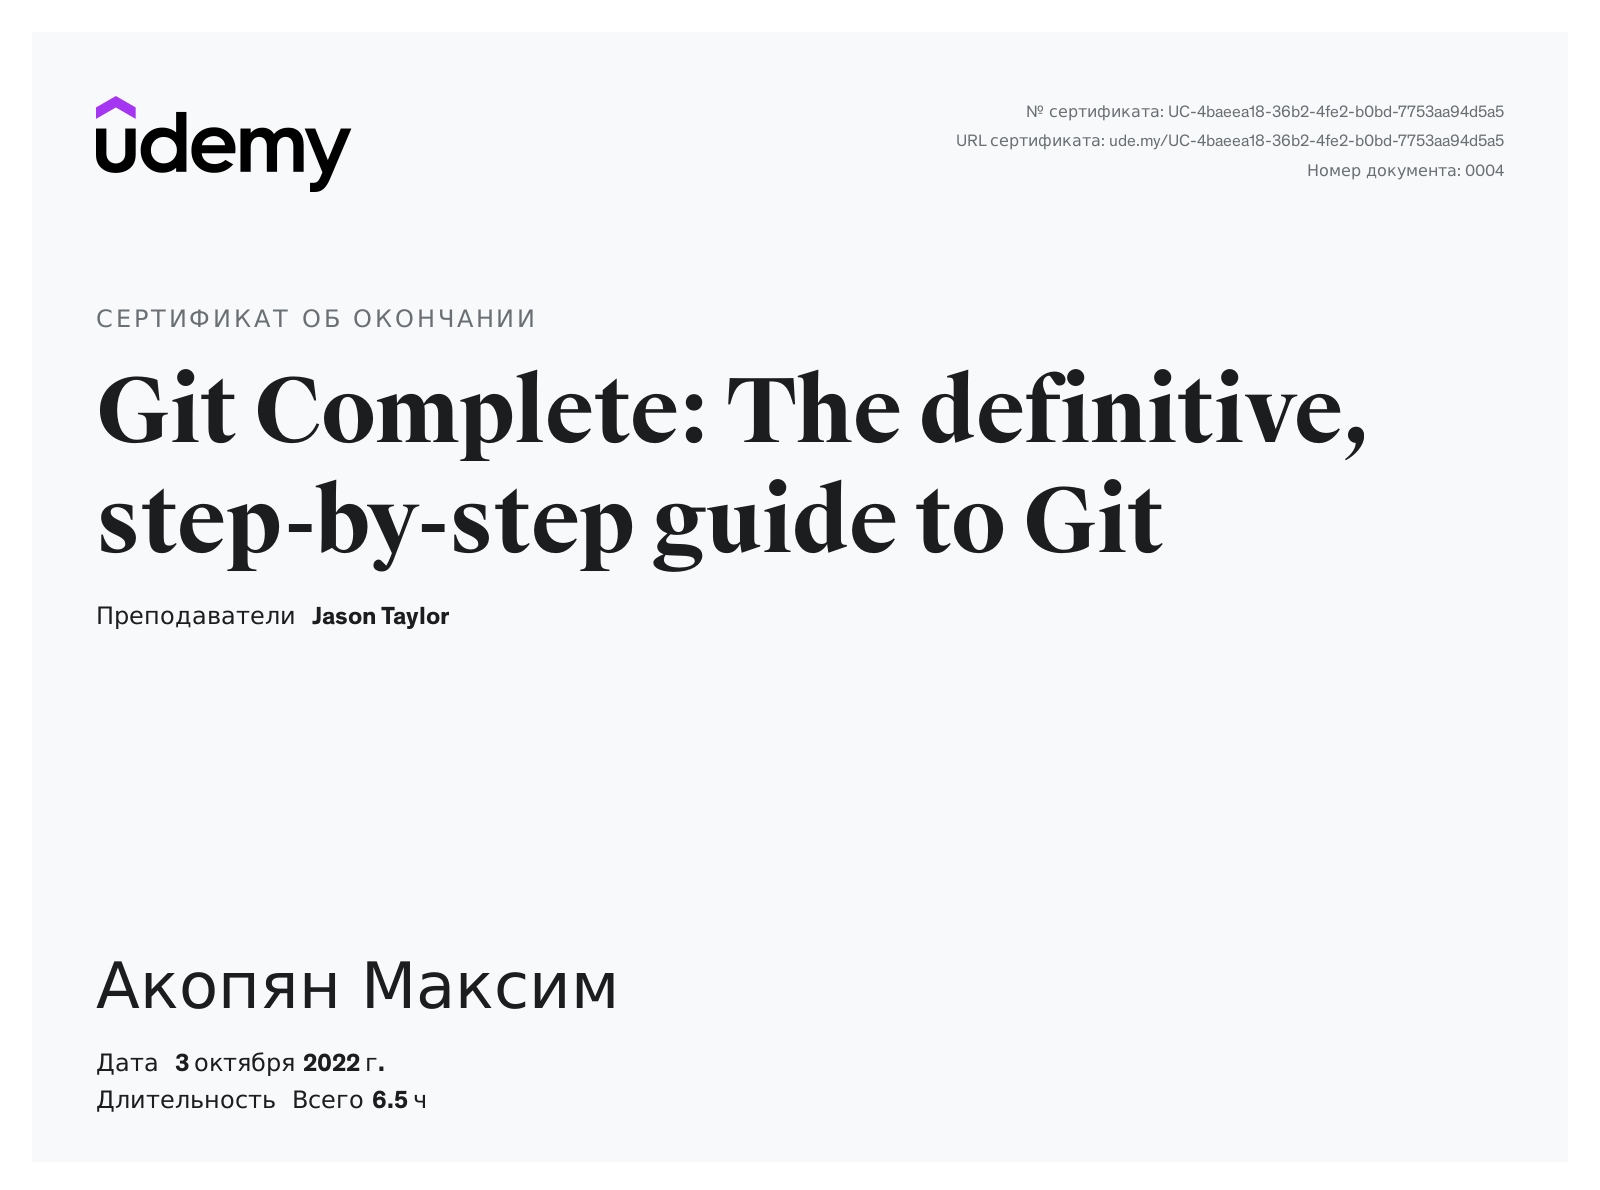 udemy
№ сертификата: UC-4baeea18-36b2-4fe2-b0bd-7753aa94d5a5
URL сертификата: ude.my/UC-4baeea18-36b2-4fe2-b0bd-7753aa94d5a5
Номер документа: 0004
СЕРТИФИКАТ ОБ ОКОНЧАНИИ
Git Complete: The definitive,
step-by-step guide to Git
Преподаватели Jason Taylor
Акопян Максим
Дата 3 октября 2022 г.
Длительность Всего 6.5 ч